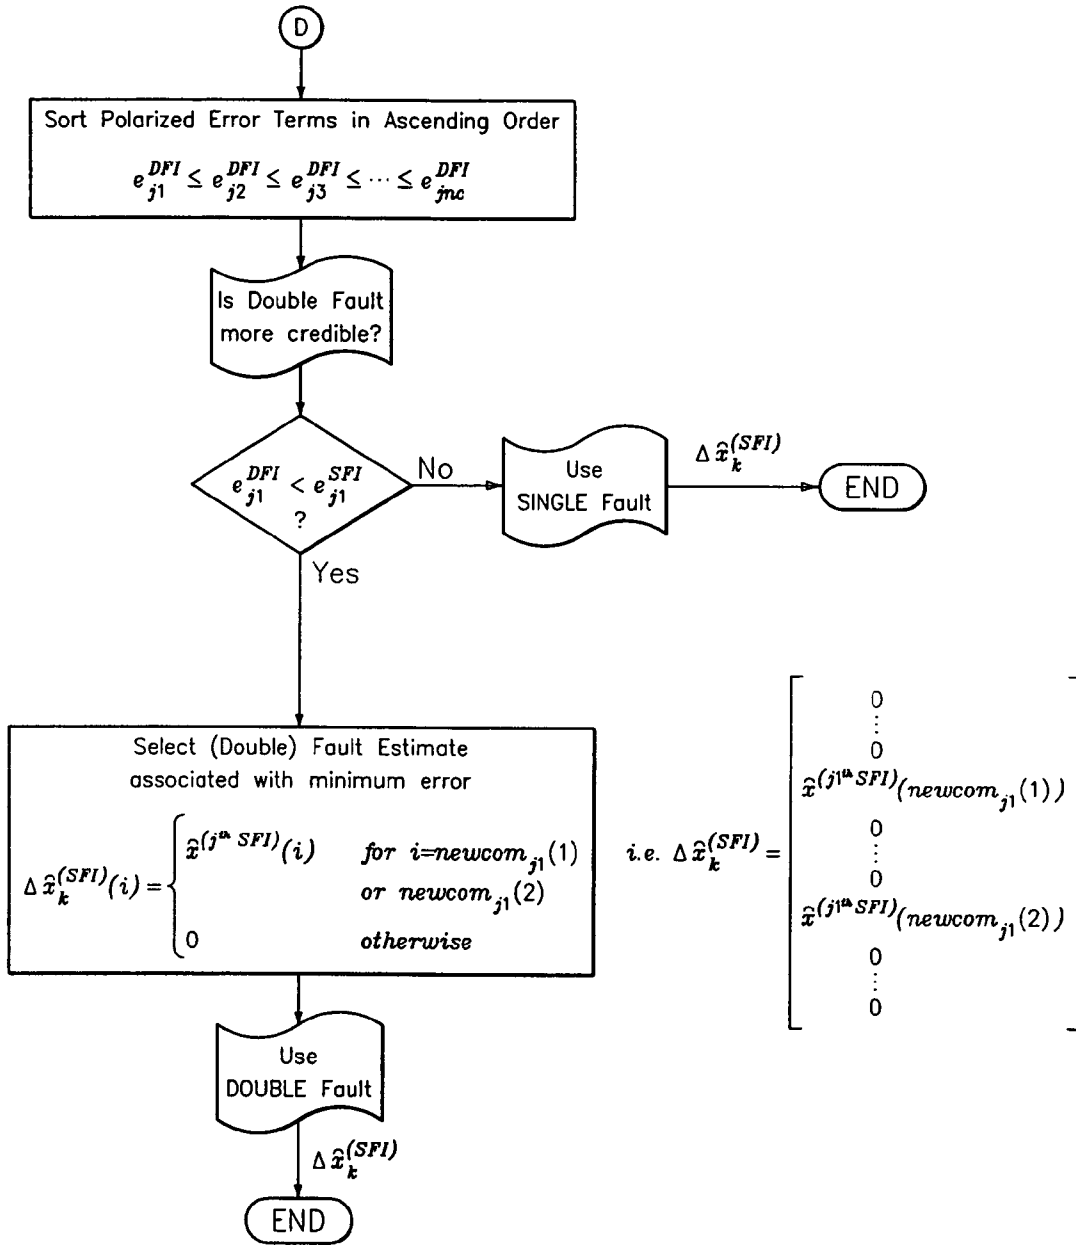 D
Sort Polarized Error Terms in Ascending Order
e_{j1}^{DFI} ≤ e_{j2}^{DFI} ≤ e_{j3}^{DFI} ≤ ⋯ ≤ e_{jnc}^{DFI}
Is Double Fault
more credible?
e_{j1}^{DFI} < e_{j1}^{SFI}
?
No
Use
SINGLE Fault
Δ x̂_k^{(SFI)}
END
Yes
Select (Double) Fault Estimate
associated with minimum error
Δ x̂_k^{(SFI)}(i) = { x̂^{(j^{th} SFI)}(i) for i=newcom_{j1}(1)
or newcom_{j1}(2)
0 otherwise
i.e. Δ x̂_k^{(SFI)} =
0
⋮
0
x̂^{(j1^{th} SFI)}(newcom_{j1}(1))
0
⋮
0
x̂^{(j1^{th} SFI)}(newcom_{j1}(2))
0
⋮
0
Use
DOUBLE Fault
Δ x̂_k^{(SFI)}
END